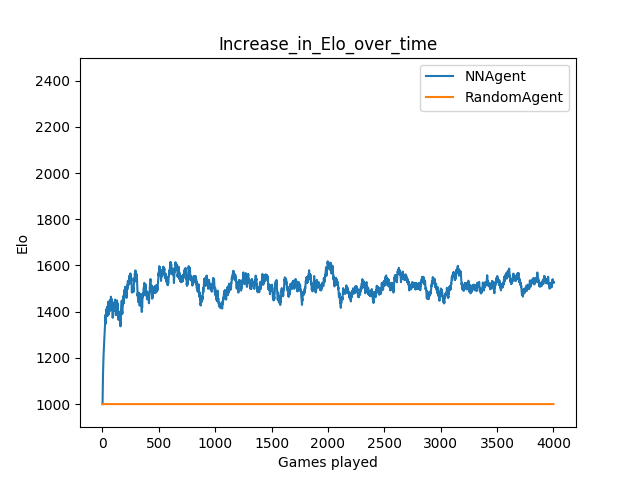 Increase_in_Elo_over_time
NNAgent
RandomAgent
2400
2200
2000
1800
1600
1400
1200
1000
Elo
0 500 1000 1500 2000 2500 3000 3500 4000
Games played